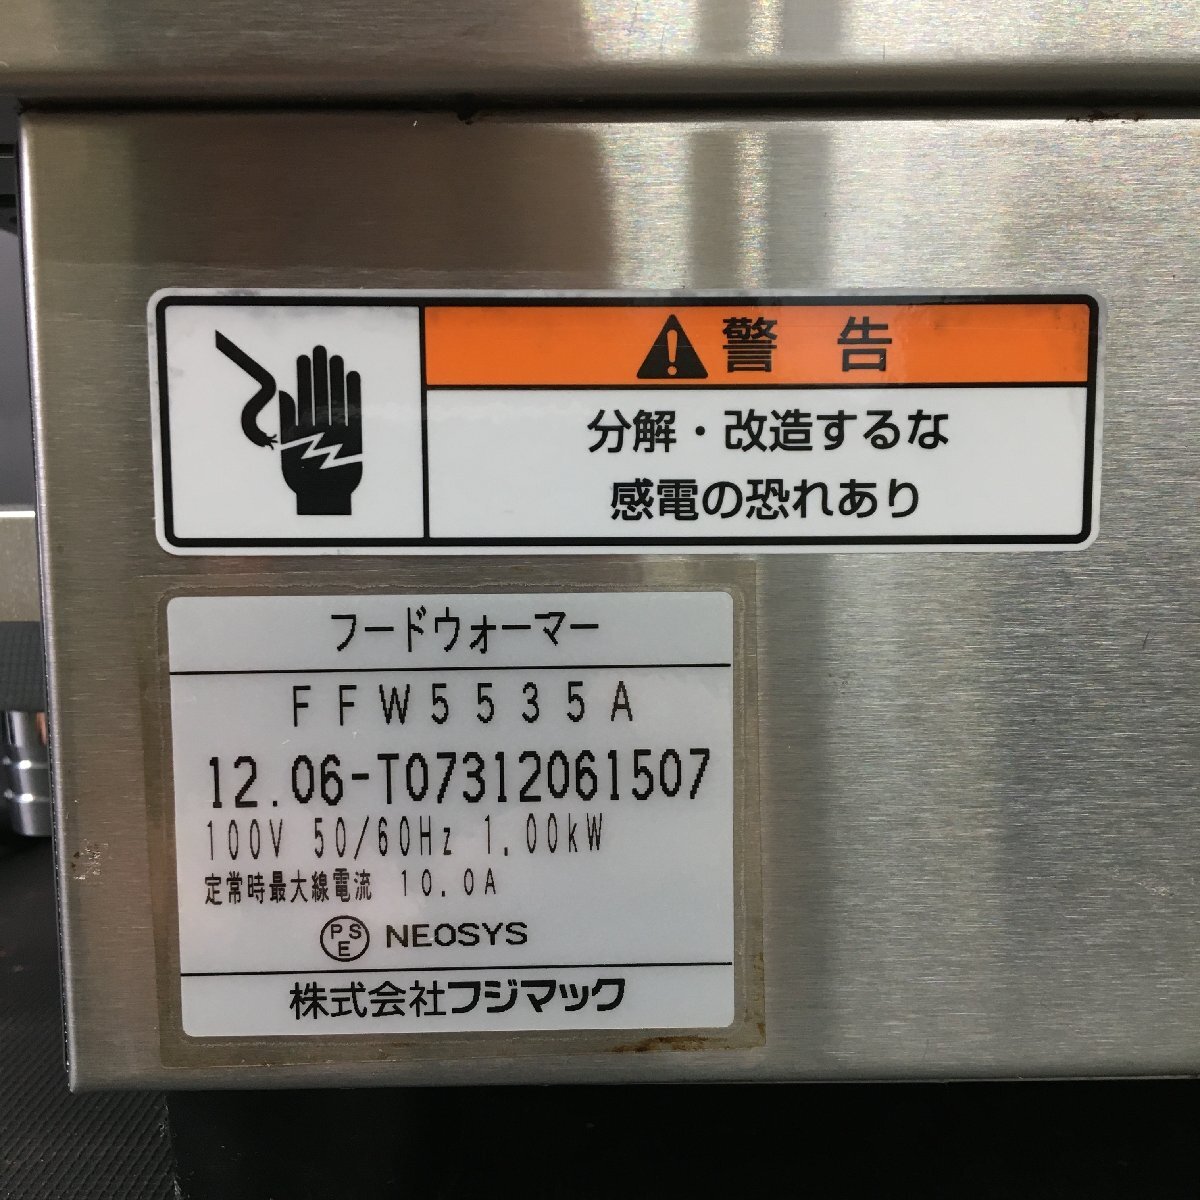 警 告
分解・改造するな
感電の恐れあり
フードウォーマー
FFW5535A
12.06-T07312061507
100V 50/60Hz 1.00kW
定常時最大線電流 10.0A
PSE NEOSYS
株式会社フジマック